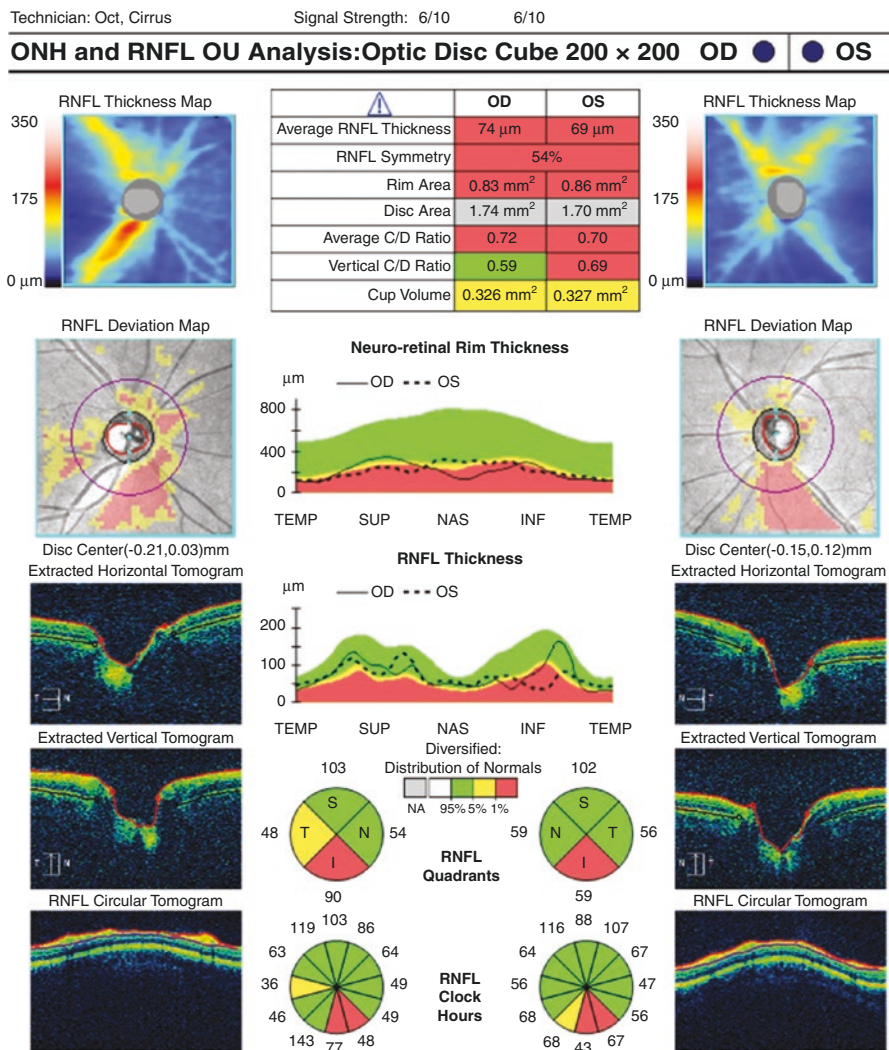 Technician: Oct, Cirrus Signal Strength: 6/10 6/10
ONH and RNFL OU Analysis:Optic Disc Cube 200 × 200 OD OS
RNFL Thickness Map
350
175
0 μm
OD OS
Average RNFL Thickness 74 μm 69 μm
RNFL Symmetry 54%
Rim Area 0.83 mm² 0.86 mm²
Disc Area 1.74 mm² 1.70 mm²
Average C/D Ratio 0.72 0.70
Vertical C/D Ratio 0.59 0.69
Cup Volume 0.326 mm² 0.327 mm²
RNFL Thickness Map
350
175
0 μm
RNFL Deviation Map
Disc Center(-0.21,0.03)mm
Neuro-retinal Rim Thickness
μm OD OS
800
400
0
TEMP SUP NAS INF TEMP
RNFL Deviation Map
Disc Center(-0.15,0.12)mm
Extracted Horizontal Tomogram
T N
RNFL Thickness
μm OD OS
200
100
0
TEMP SUP NAS INF TEMP
Extracted Horizontal Tomogram
N T
Extracted Vertical Tomogram
T N
Diversified:
Distribution of Normals
NA 95% 5% 1%
103
S
48 T N 54
I
90
RNFL
Quadrants
102
S
59 N T 56
I
59
Extracted Vertical Tomogram
N T
RNFL Circular Tomogram
103
119 86
63 64
36 49
46 49
143 48
77
RNFL
Clock
Hours
88
116 107
64 67
56 47
68 56
68 67
43
RNFL Circular Tomogram